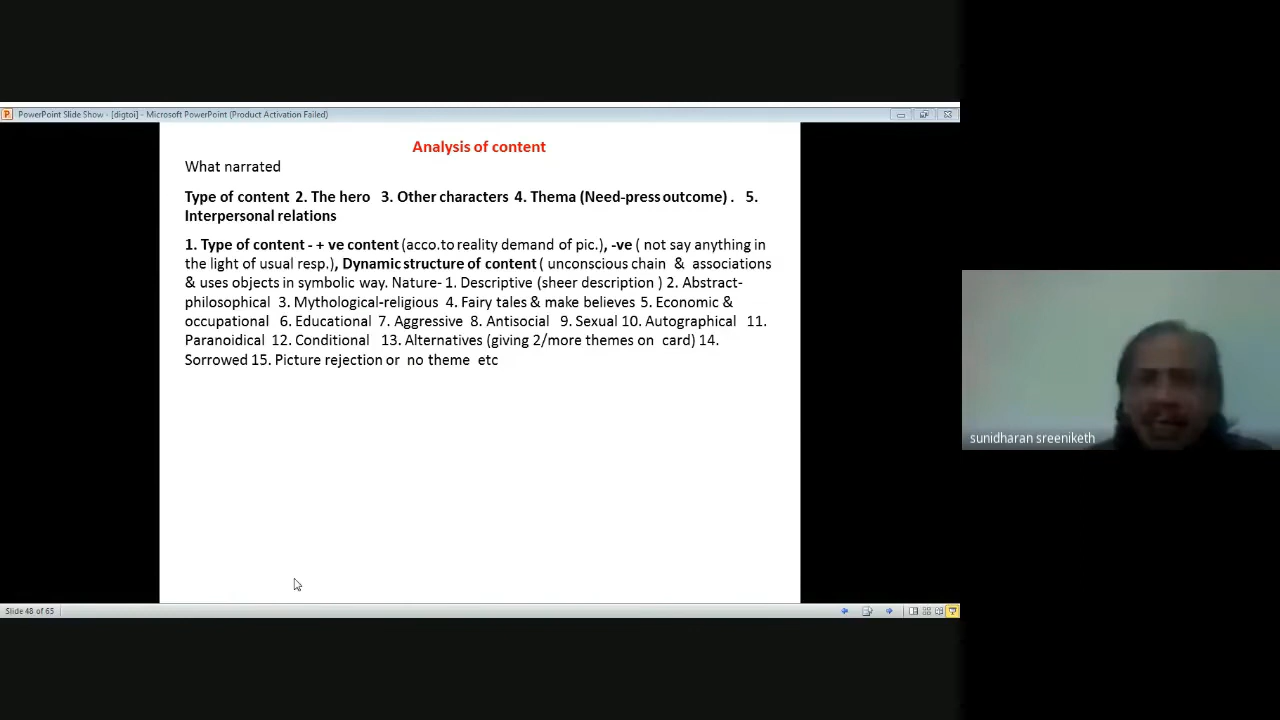 PowerPoint Slide Show - [digtoi] - Microsoft PowerPoint (Product Activation Failed)
Analysis of content
What narrated
Type of content 2. The hero 3. Other characters 4. Thema (Need-press outcome) . 5.
Interpersonal relations
1. Type of content - + ve content (acco.to reality demand of pic.), -ve ( not say anything in
the light of usual resp.), Dynamic structure of content ( unconscious chain & associations
& uses objects in symbolic way. Nature- 1. Descriptive (sheer description ) 2. Abstract-
philosophical 3. Mythological-religious 4. Fairy tales & make believes 5. Economic &
occupational 6. Educational 7. Aggressive 8. Antisocial 9. Sexual 10. Autographical 11.
Paranoidical 12. Conditional 13. Alternatives (giving 2/more themes on card) 14.
Sorrowed 15. Picture rejection or no theme etc
sunidharan sreeniketh
Slide 48 of 65